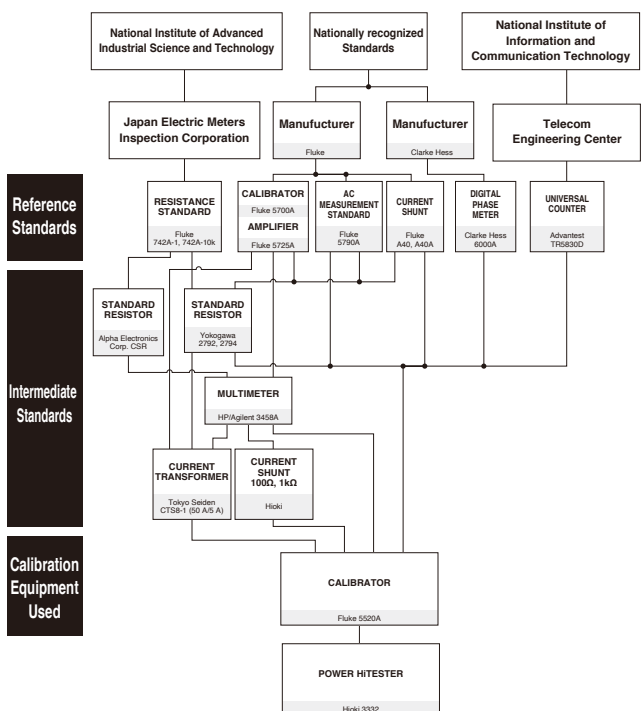 National Institute of Advanced
Industrial Science and Technology
Nationally recognized
Standards
National Institute of
Information and
Communication Technology
Japan Electric Meters
Inspection Corporation
Manufucturer
Fluke
Manufucturer
Clarke Hess
Telecom
Engineering Center
Reference
Standards
RESISTANCE
STANDARD
Fluke
742A-1, 742A-10k
CALIBRATOR
Fluke 5700A
AMPLIFIER
Fluke 5725A
AC
MEASUREMENT
STANDARD
Fluke
5790A
CURRENT
SHUNT
Fluke
A40, A40A
DIGITAL
PHASE
METER
Clarke Hess
6000A
UNIVERSAL
COUNTER
Advantest
TR5830D
Intermediate
Standards
STANDARD
RESISTOR
Alpha Electronics
Corp. CSR
STANDARD
RESISTOR
Yokogawa
2792, 2794
MULTIMETER
HP/Agilent 3458A
CURRENT
TRANSFORMER
Tokyo Seiden
CTS8-1 (50 A/5 A)
CURRENT
SHUNT
100Ω, 1kΩ
Hioki
Calibration
Equipment
Used
CALIBRATOR
Fluke 5520A
POWER HiTESTER
Hioki 3332